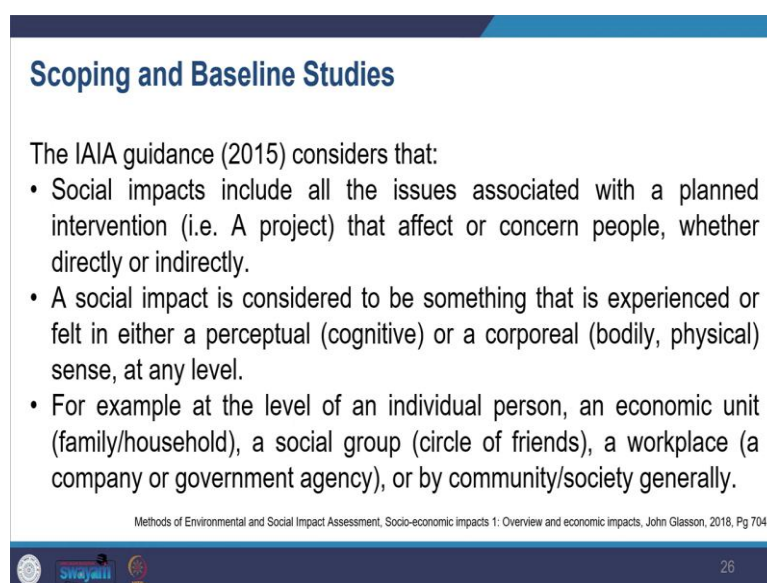 Scoping and Baseline Studies
The IAIA guidance (2015) considers that:
• Social impacts include all the issues associated with a planned
intervention (i.e. A project) that affect or concern people, whether
directly or indirectly.
• A social impact is considered to be something that is experienced or
felt in either a perceptual (cognitive) or a corporeal (bodily, physical)
sense, at any level.
• For example at the level of an individual person, an economic unit
(family/household), a social group (circle of friends), a workplace (a
company or government agency), or by community/society generally.
Methods of Environmental and Social Impact Assessment, Socio-economic impacts 1: Overview and economic impacts, John Glasson, 2018, Pg 704
swayam
26